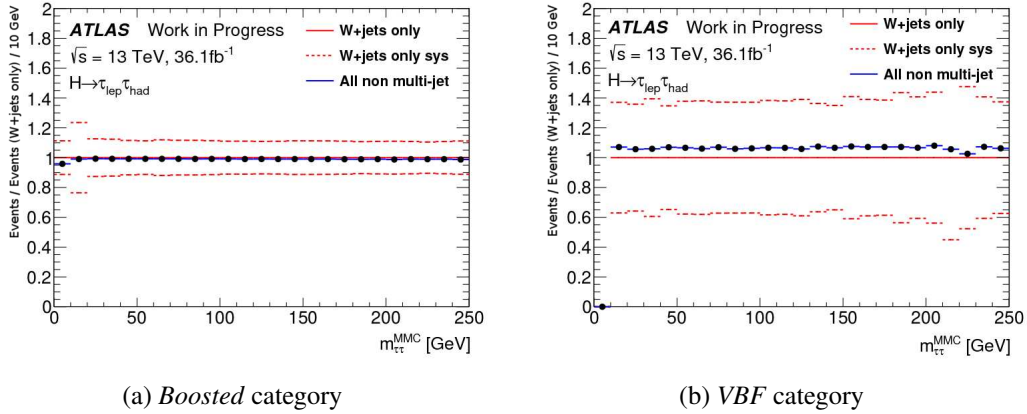 Events / Events (W+jets only) / 10 GeV
2
1.8
1.6
1.4
1.2
1
0.8
0.6
0.4
0.2
0
ATLAS Work in Progress
√s = 13 TeV, 36.1fb⁻¹
H→τlepτhad
W+jets only
W+jets only sys
All non multi-jet
0 50 100 150 200 250
mττMMC [GeV]
(a) Boosted category
Events / Events (W+jets only) / 10 GeV
2
1.8
1.6
1.4
1.2
1
0.8
0.6
0.4
0.2
0
ATLAS Work in Progress
√s = 13 TeV, 36.1fb⁻¹
H→τlepτhad
W+jets only
W+jets only sys
All non multi-jet
0 50 100 150 200 250
mττMMC [GeV]
(b) VBF category